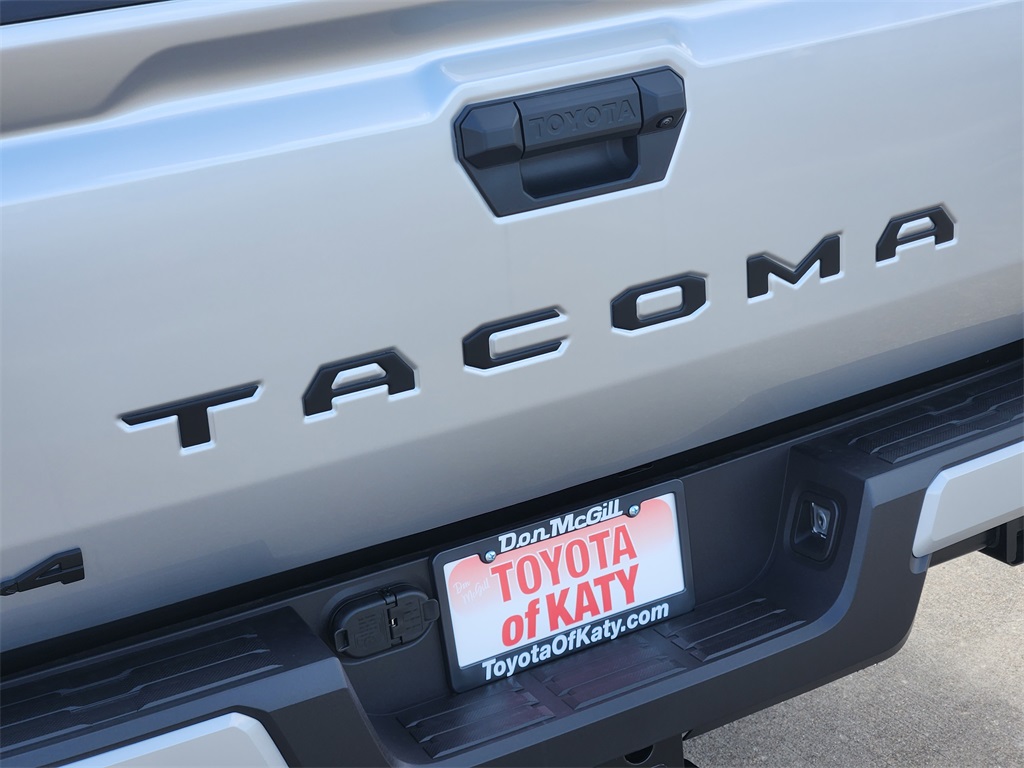 TOYOTA
TACOMA
Don McGill
Don McGill
TOYOTA
of KATY
ToyotaOfKaty.com